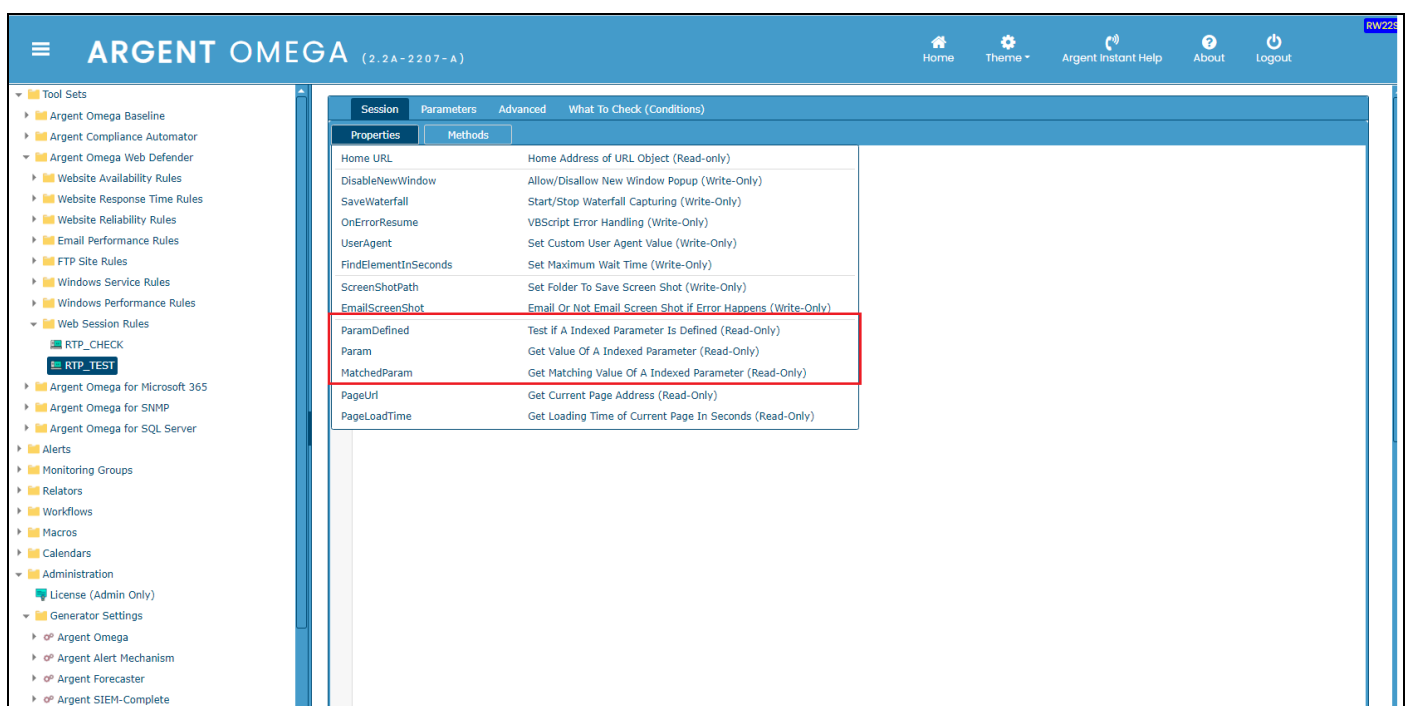 RW22S
ARGENT OMEGA (2.2A-2207-A)
Home
Theme
Argent Instant Help
About
Logout
Tool Sets
Argent Omega Baseline
Argent Compliance Automator
Argent Omega Web Defender
Website Availability Rules
Website Response Time Rules
Website Reliability Rules
Email Performance Rules
FTP Site Rules
Windows Service Rules
Windows Performance Rules
Web Session Rules
RTP_CHECK
RTP_TEST
Argent Omega for Microsoft 365
Argent Omega for SNMP
Argent Omega for SQL Server
Alerts
Monitoring Groups
Relators
Workflows
Macros
Calendars
Administration
License (Admin Only)
Generator Settings
Argent Omega
Argent Alert Mechanism
Argent Forecaster
Argent SIEM-Complete
Session Parameters Advanced What To Check (Conditions)
Properties Methods
Home URL Home Address of URL Object (Read-only)
DisableNewWindow Allow/Disallow New Window Popup (Write-Only)
SaveWaterfall Start/Stop Waterfall Capturing (Write-Only)
OnErrorResume VBScript Error Handling (Write-Only)
UserAgent Set Custom User Agent Value (Write-Only)
FindElementInSeconds Set Maximum Wait Time (Write-Only)
ScreenShotPath Set Folder To Save Screen Shot (Write-Only)
EmailScreenShot Email Or Not Email Screen Shot if Error Happens (Write-Only)
ParamDefined Test if A Indexed Parameter Is Defined (Read-Only)
Param Get Value Of A Indexed Parameter (Read-Only)
MatchedParam Get Matching Value Of A Indexed Parameter (Read-Only)
PageUrl Get Current Page Address (Read-Only)
PageLoadTime Get Loading Time of Current Page In Seconds (Read-Only)